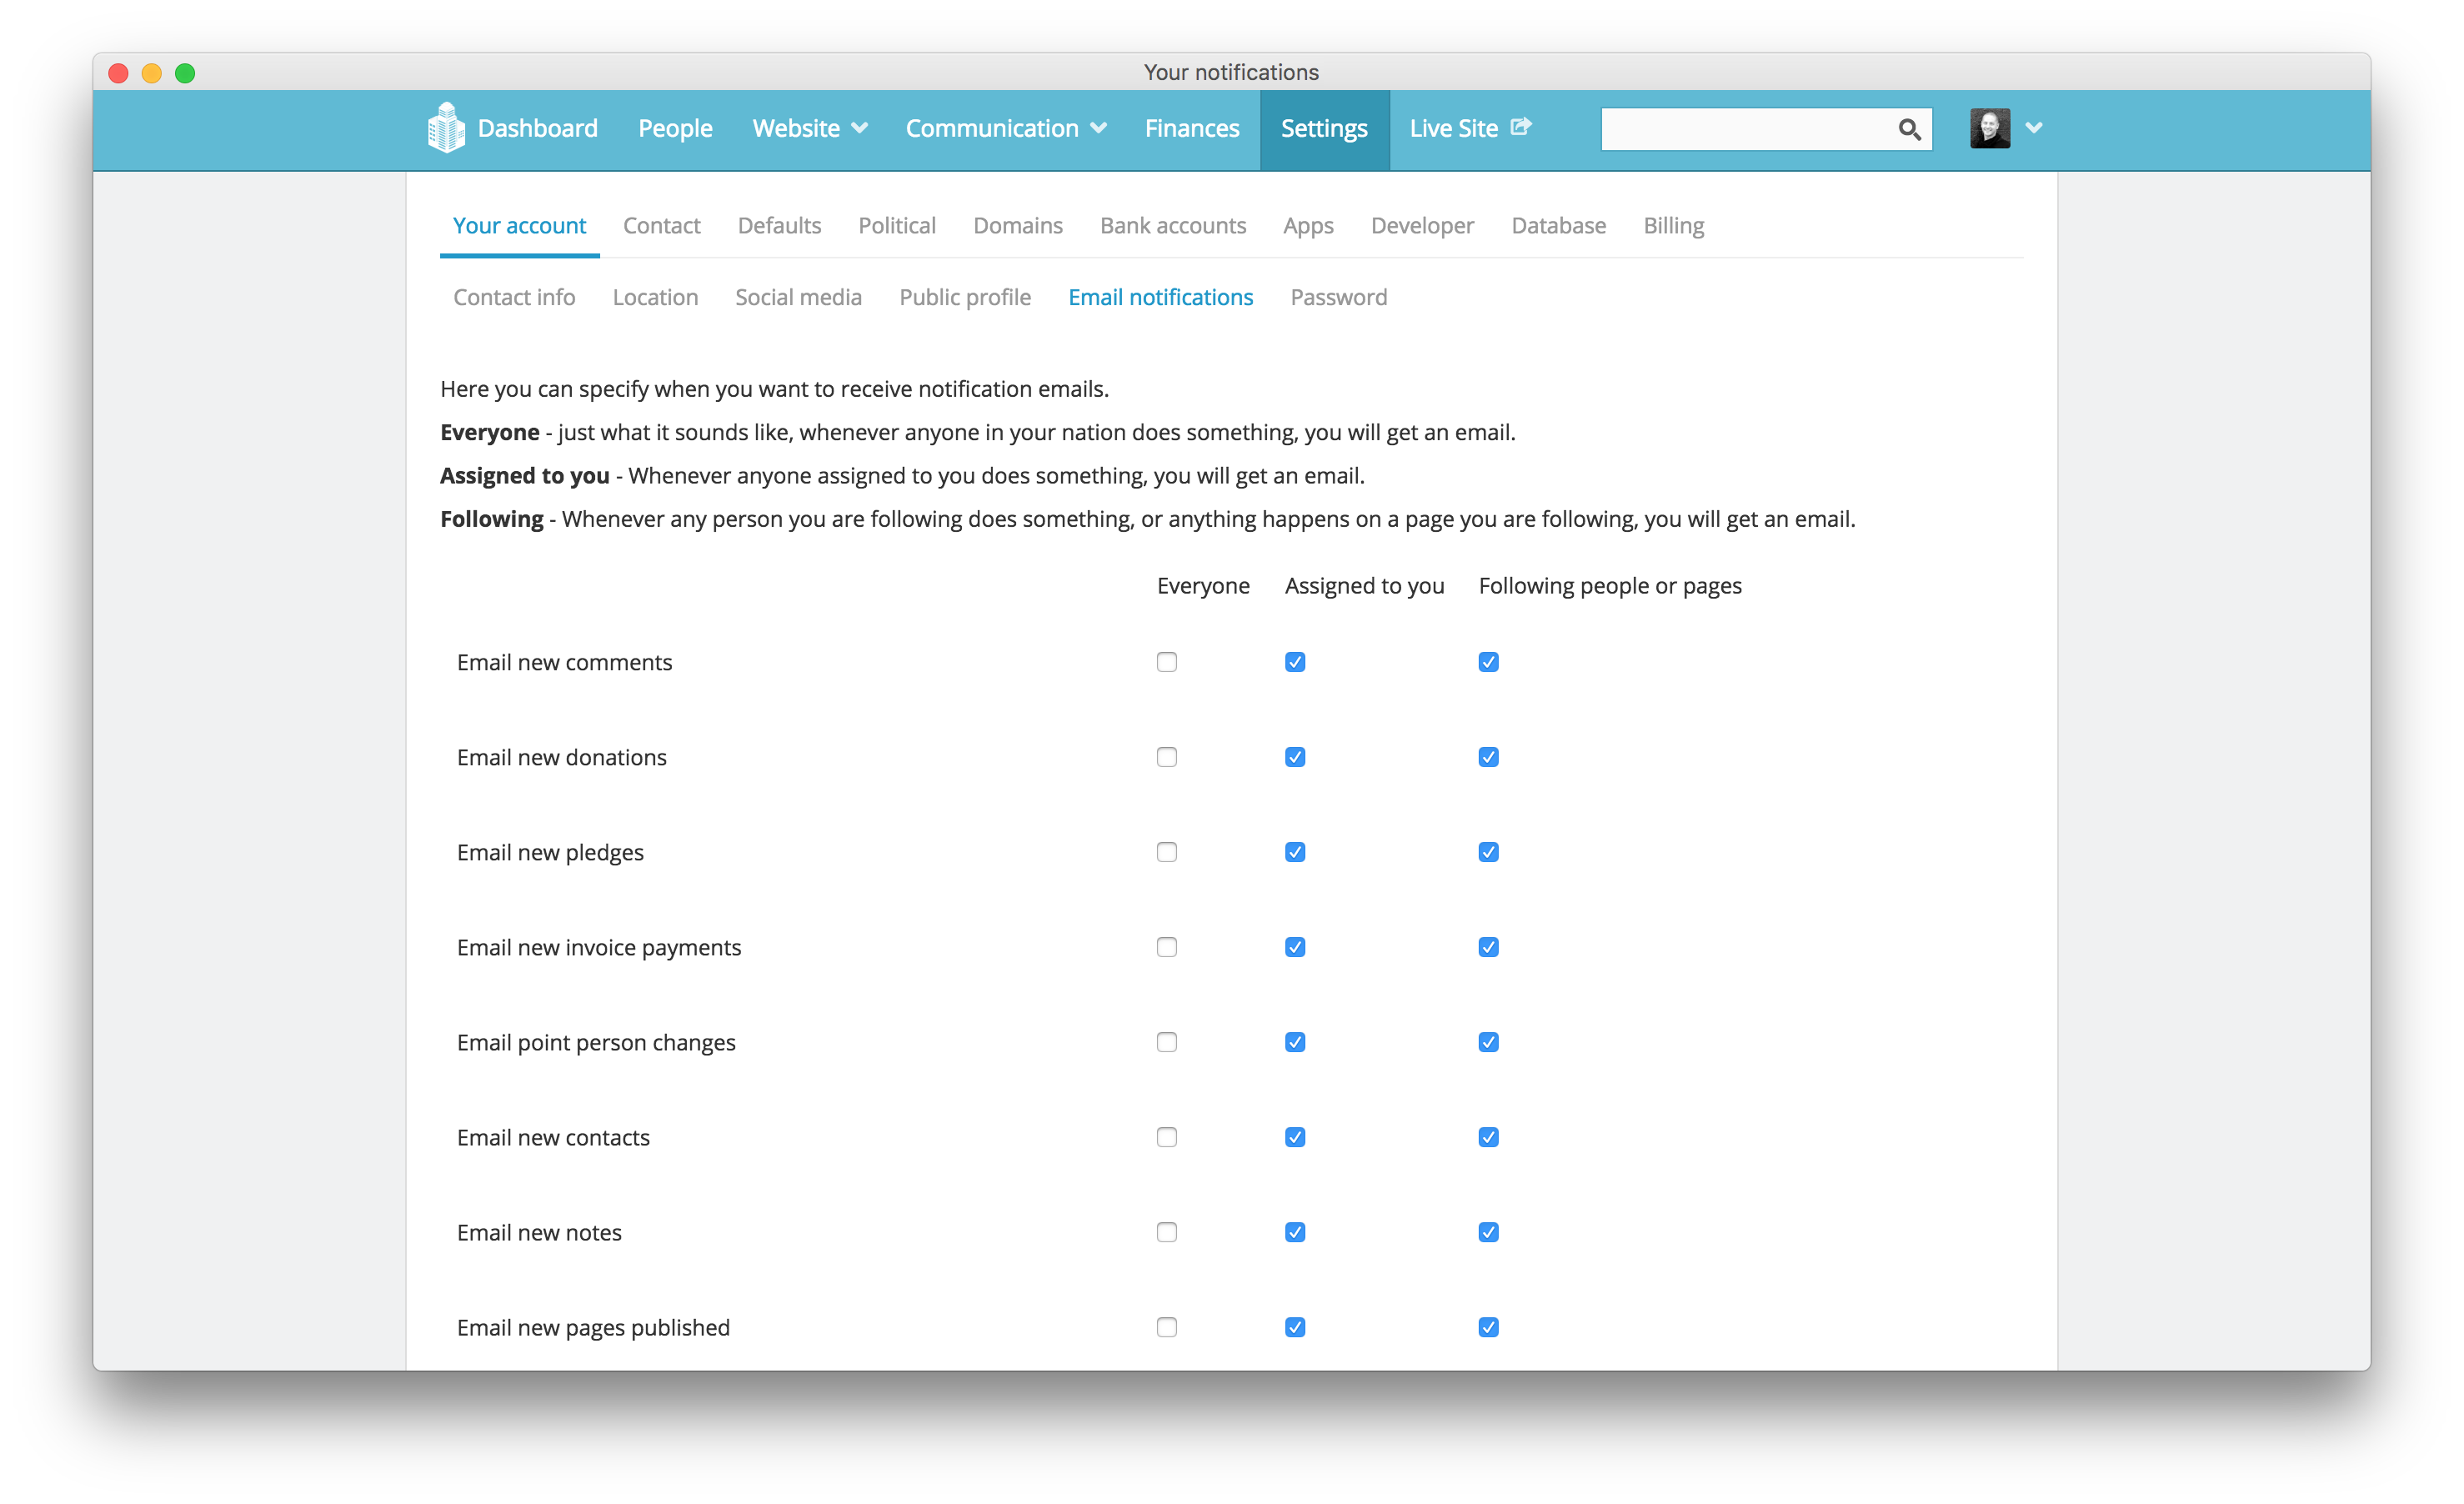 Your notifications
Dashboard People Website Communication Finances Settings Live Site
Your account Contact Defaults Political Domains Bank accounts Apps Developer Database Billing
Contact info Location Social media Public profile Email notifications Password
Here you can specify when you want to receive notification emails.
Everyone - just what it sounds like, whenever anyone in your nation does something, you will get an email.
Assigned to you - Whenever anyone assigned to you does something, you will get an email.
Following - Whenever any person you are following does something, or anything happens on a page you are following, you will get an email.
Everyone Assigned to you Following people or pages
Email new comments
Email new donations
Email new pledges
Email new invoice payments
Email point person changes
Email new contacts
Email new notes
Email new pages published